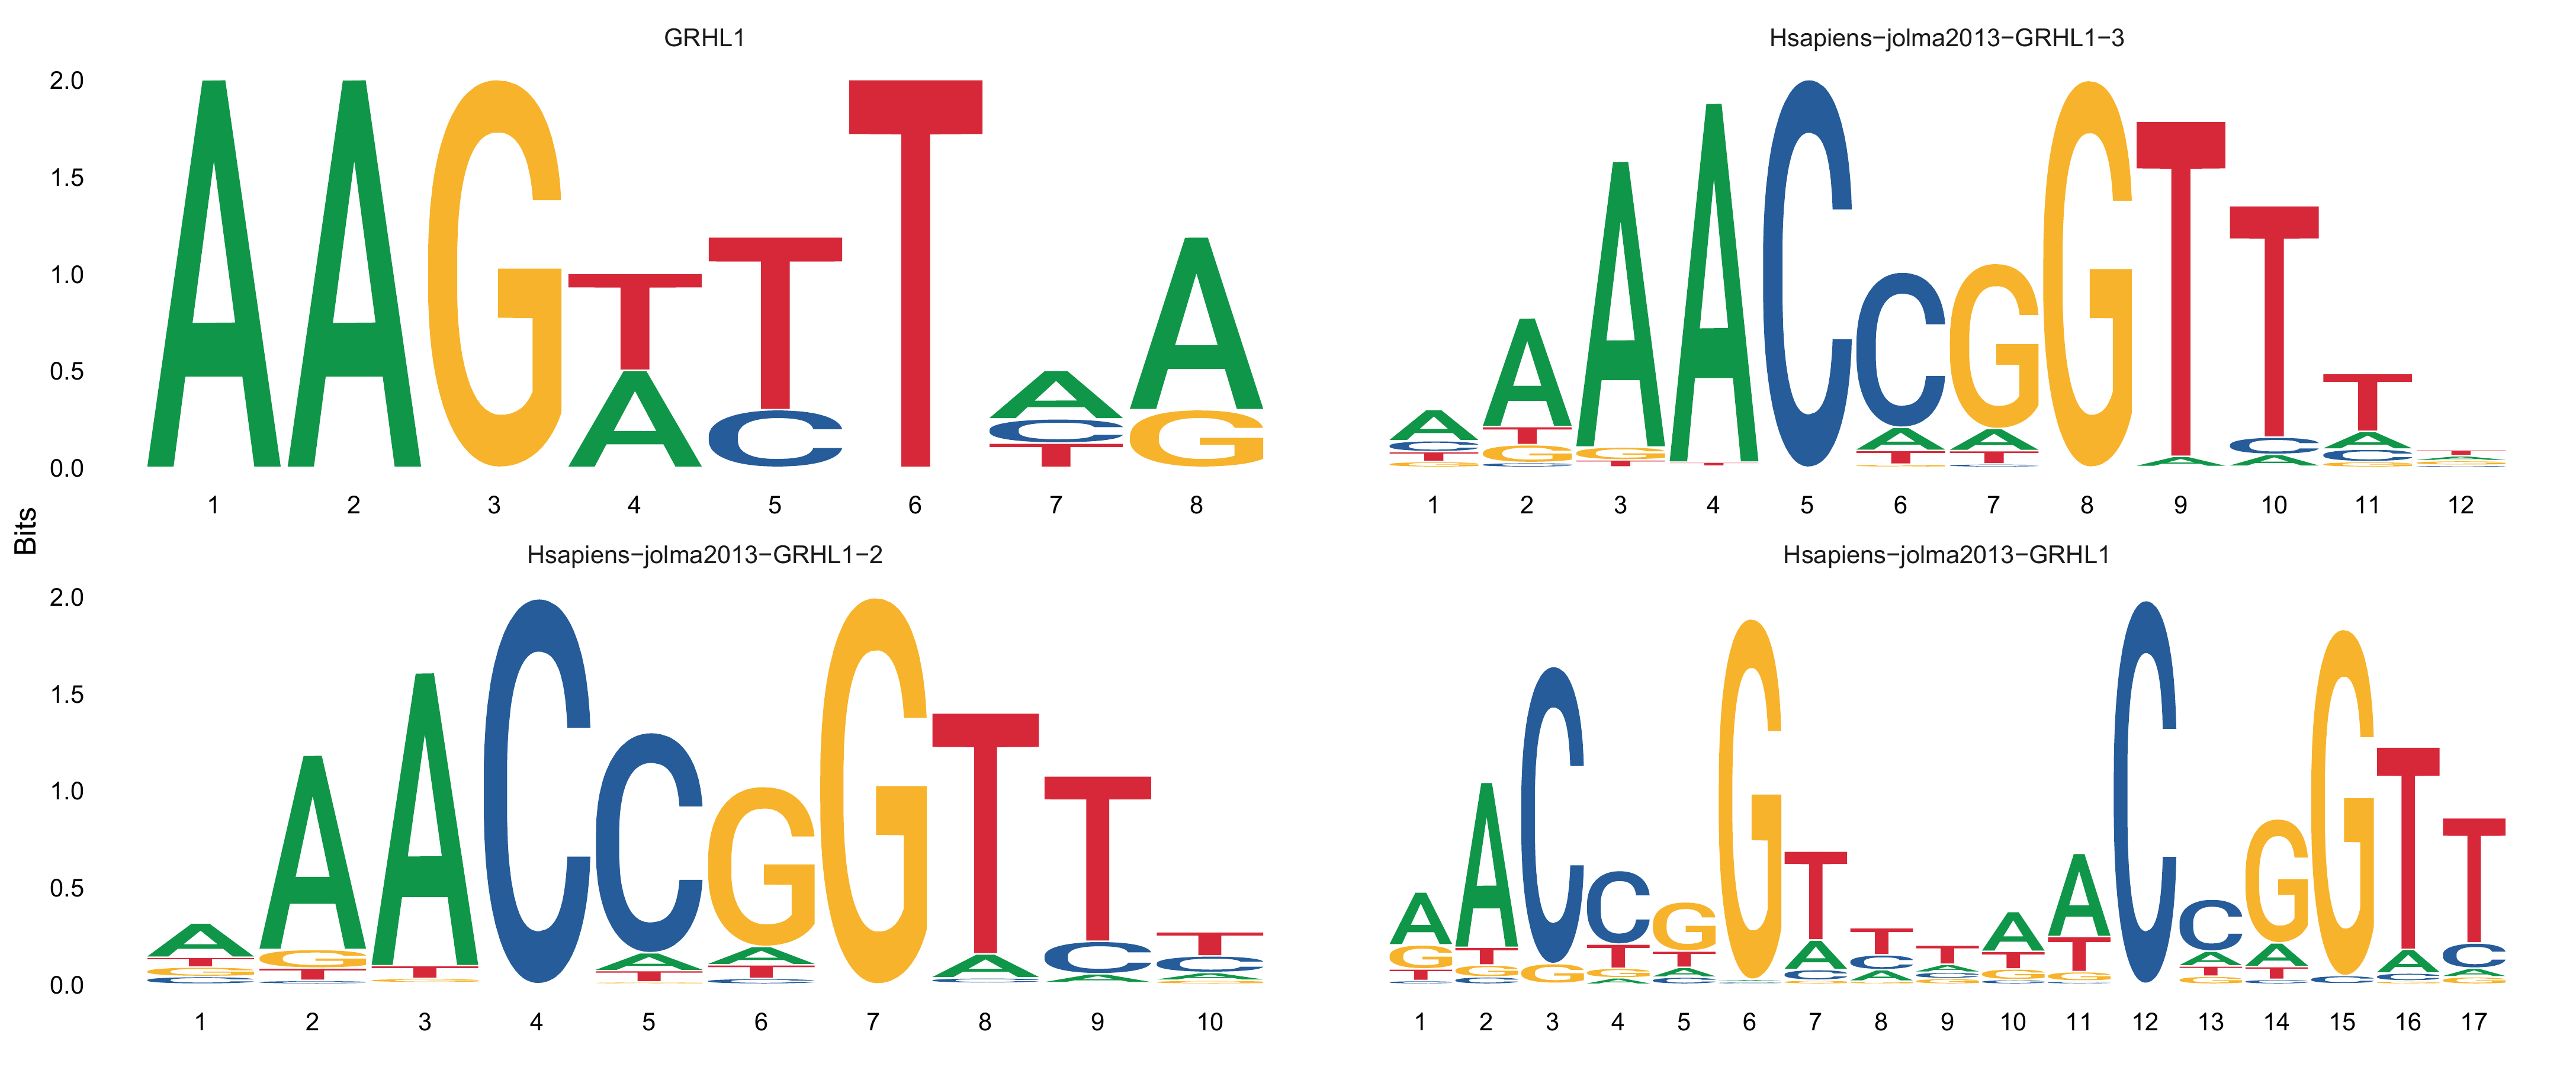 GRHL1
Hsapiens−jolma2013−GRHL1−3
2.0
1.5
1.0
0.5
0.0
1 2 3 4 5 6 7 8
1 2 3 4 5 6 7 8 9 10 11 12
Bits
Hsapiens−jolma2013−GRHL1−2
Hsapiens−jolma2013−GRHL1
2.0
1.5
1.0
0.5
0.0
1 2 3 4 5 6 7 8 9 10
1 2 3 4 5 6 7 8 9 10 11 12 13 14 15 16 17